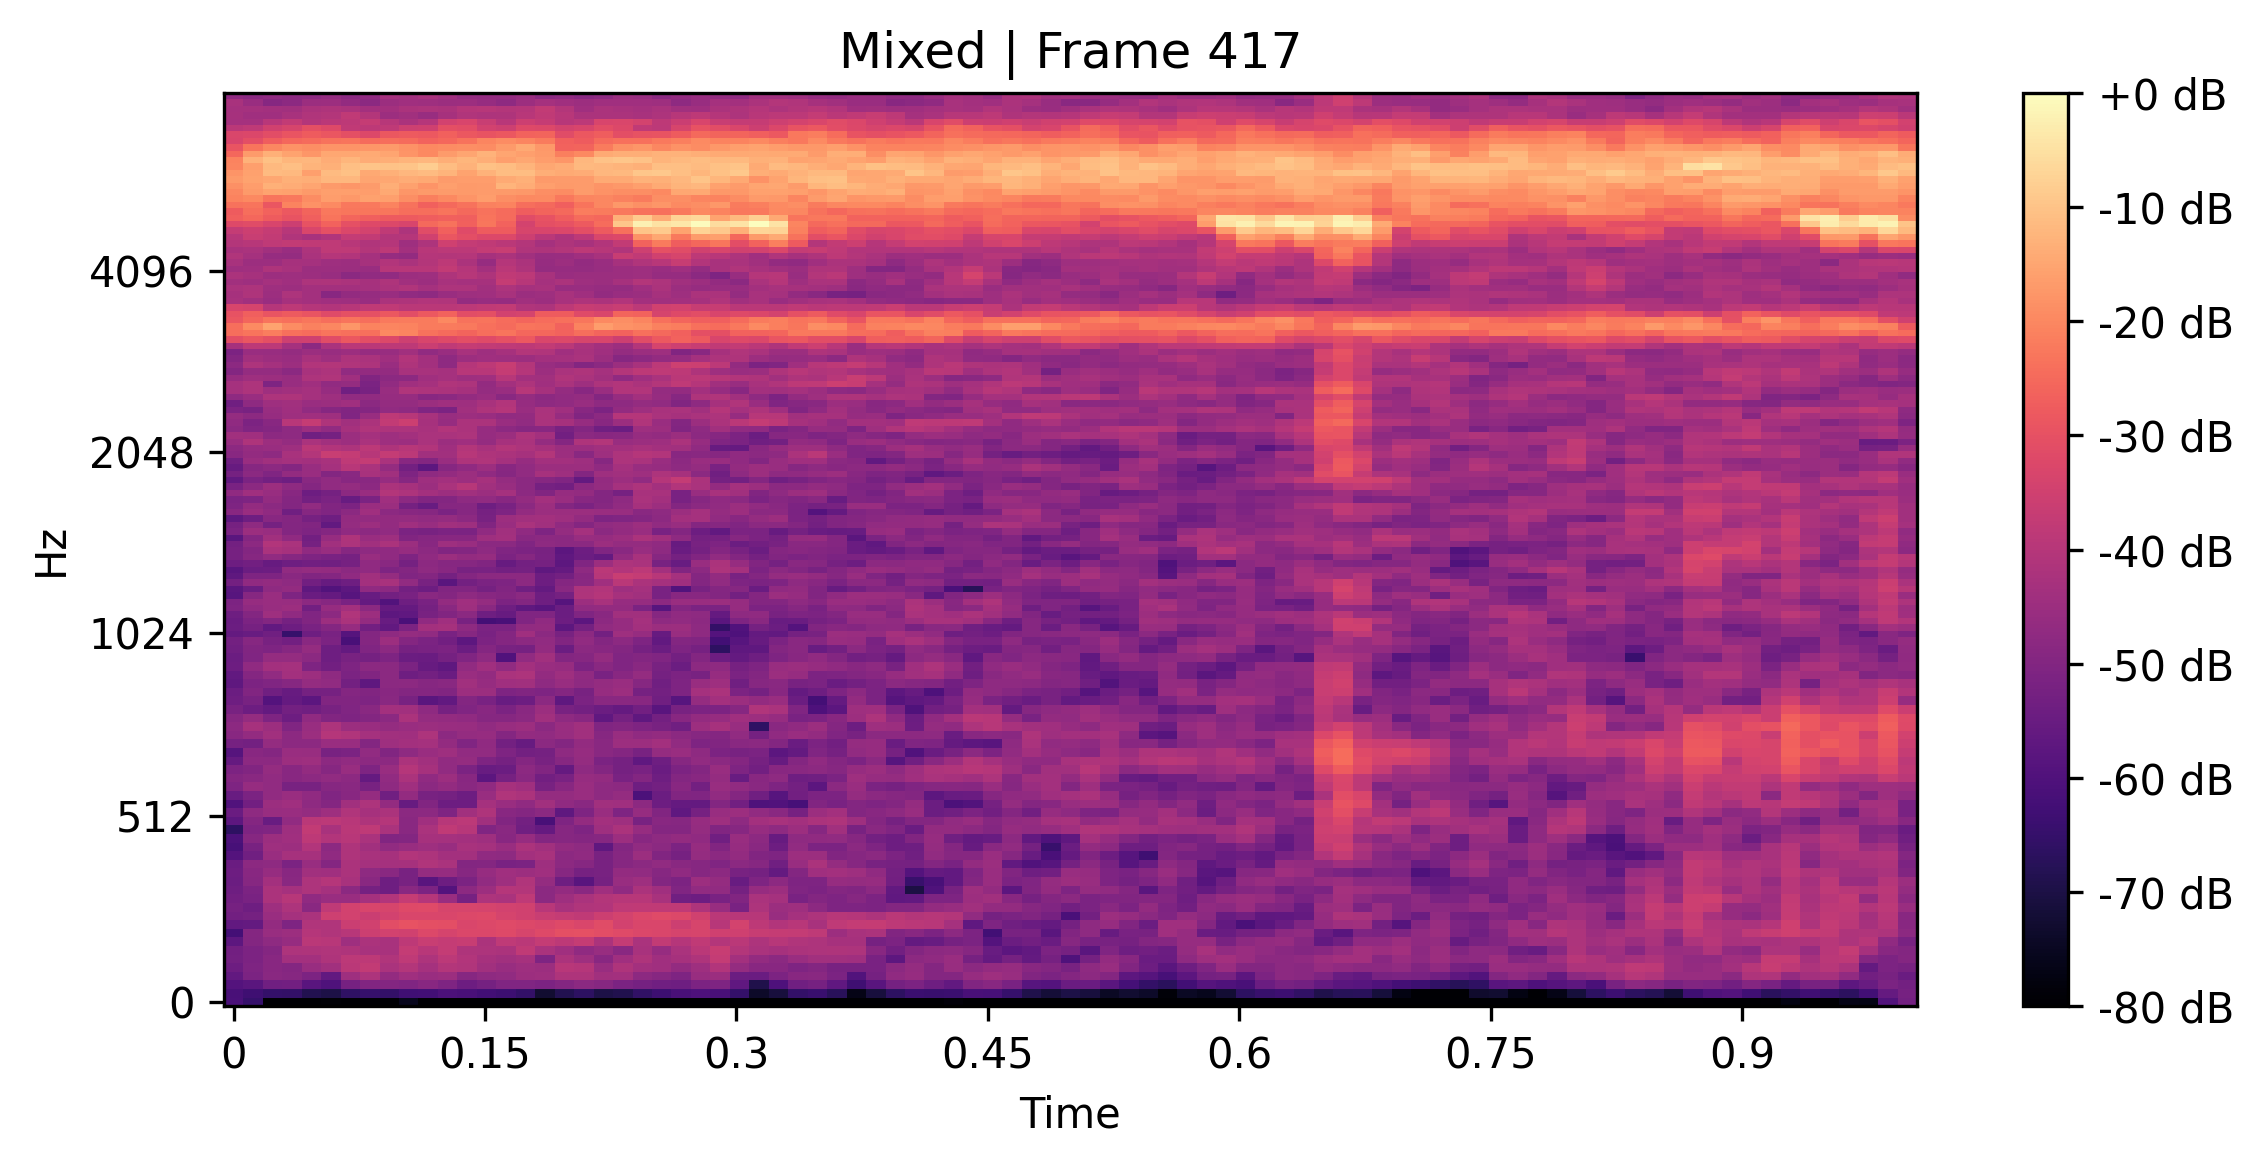 Mixed | Frame 417
Hz
4096
2048
1024
512
0
0 0.15 0.3 0.45 0.6 0.75 0.9
Time
+0 dB
-10 dB
-20 dB
-30 dB
-40 dB
-50 dB
-60 dB
-70 dB
-80 dB